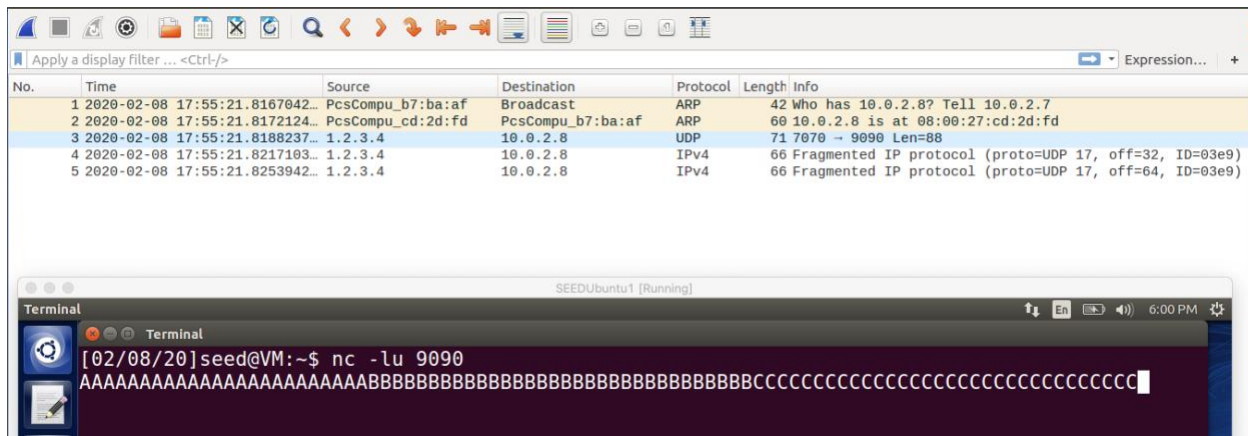 Apply a display filter ... <Ctrl-/>
Expression... +
No. Time Source Destination Protocol Length Info
1 2020-02-08 17:55:21.8167042… PcsCompu_b7:ba:af Broadcast ARP 42 Who has 10.0.2.8? Tell 10.0.2.7
2 2020-02-08 17:55:21.8172124… PcsCompu_cd:2d:fd PcsCompu_b7:ba:af ARP 60 10.0.2.8 is at 08:00:27:cd:2d:fd
3 2020-02-08 17:55:21.8188237… 1.2.3.4 10.0.2.8 UDP 71 7070 → 9090 Len=88
4 2020-02-08 17:55:21.8217103… 1.2.3.4 10.0.2.8 IPv4 66 Fragmented IP protocol (proto=UDP 17, off=32, ID=03e9)
5 2020-02-08 17:55:21.8253942… 1.2.3.4 10.0.2.8 IPv4 66 Fragmented IP protocol (proto=UDP 17, off=64, ID=03e9)
SEEDUbuntu1 [Running]
Terminal En 6:00 PM
Terminal
[02/08/20]seed@VM:~$ nc -lu 9090
AAAAAAAAAAAAAAAAAAAAAAAABBBBBBBBBBBBBBBBBBBBBBBBBBBBBBBBCCCCCCCCCCCCCCCCCCCCCCCCCCCCCCCC